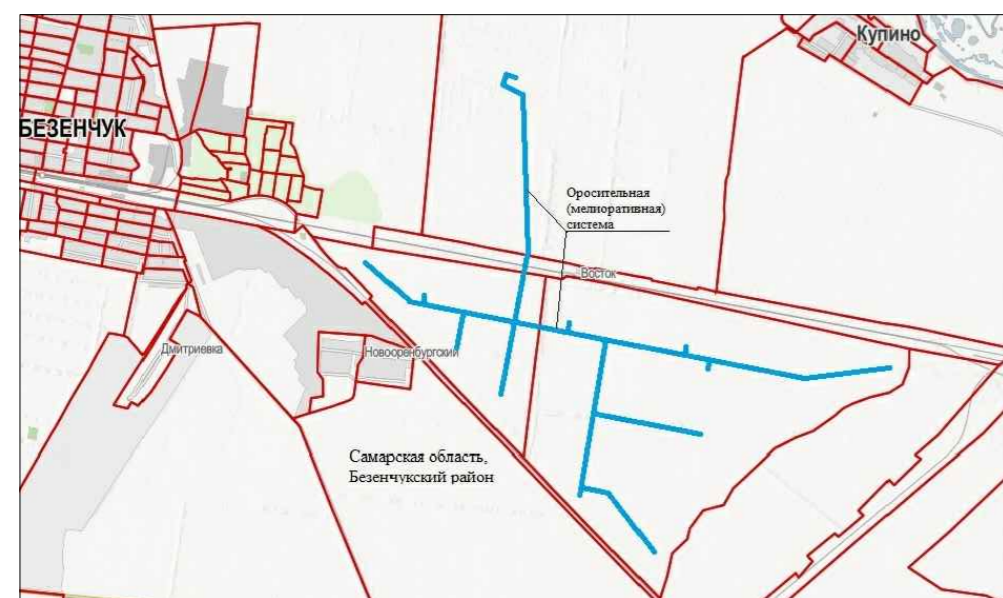 Купино
БЕЗЕНЧУК
Оросительная
(мелиоративная)
система
Восток
Дмитриевка
Новооренбургский
Самарская область,
Безенчукский район